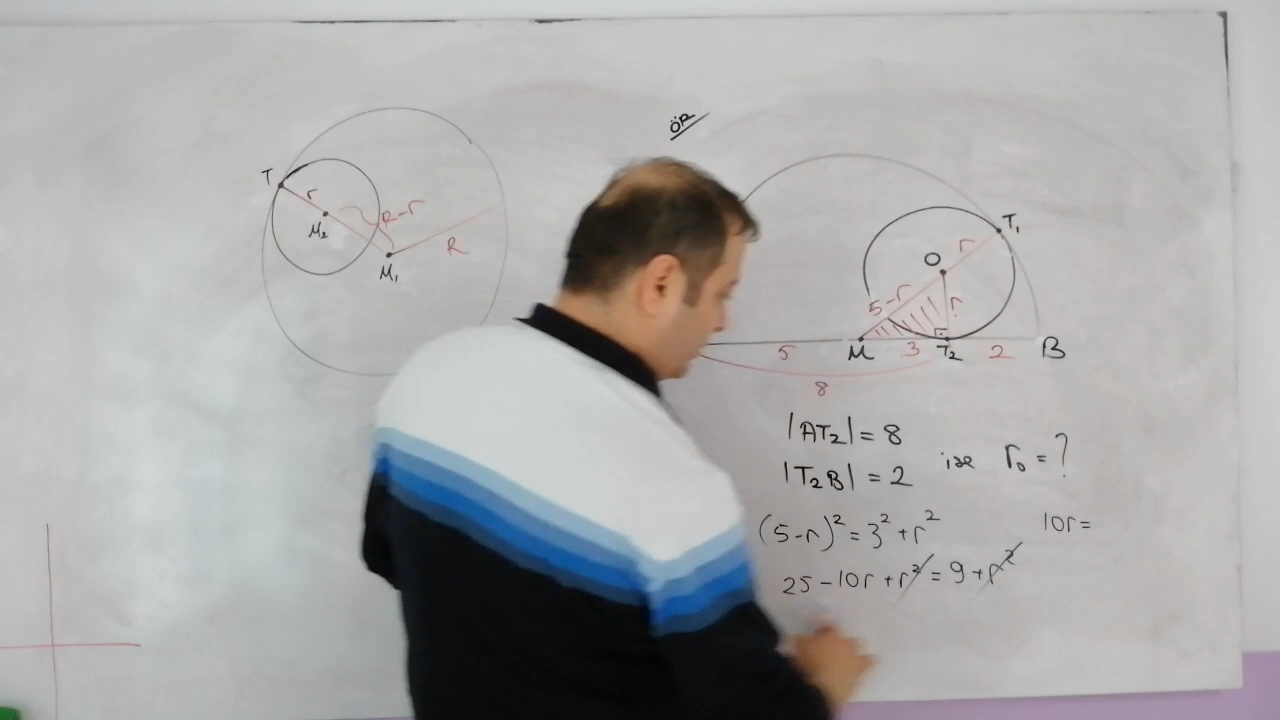 T
r
M₂
R-r
R
M₁
ÖR
T₁
r
O
5-r
r
5
M
3
T₂
2
B
8
|AT₂| = 8
|T₂B| = 2
ise r₀ = ?
(5-r)² = 3² + r²
10r =
25 - 10r + r² = 9 + r²